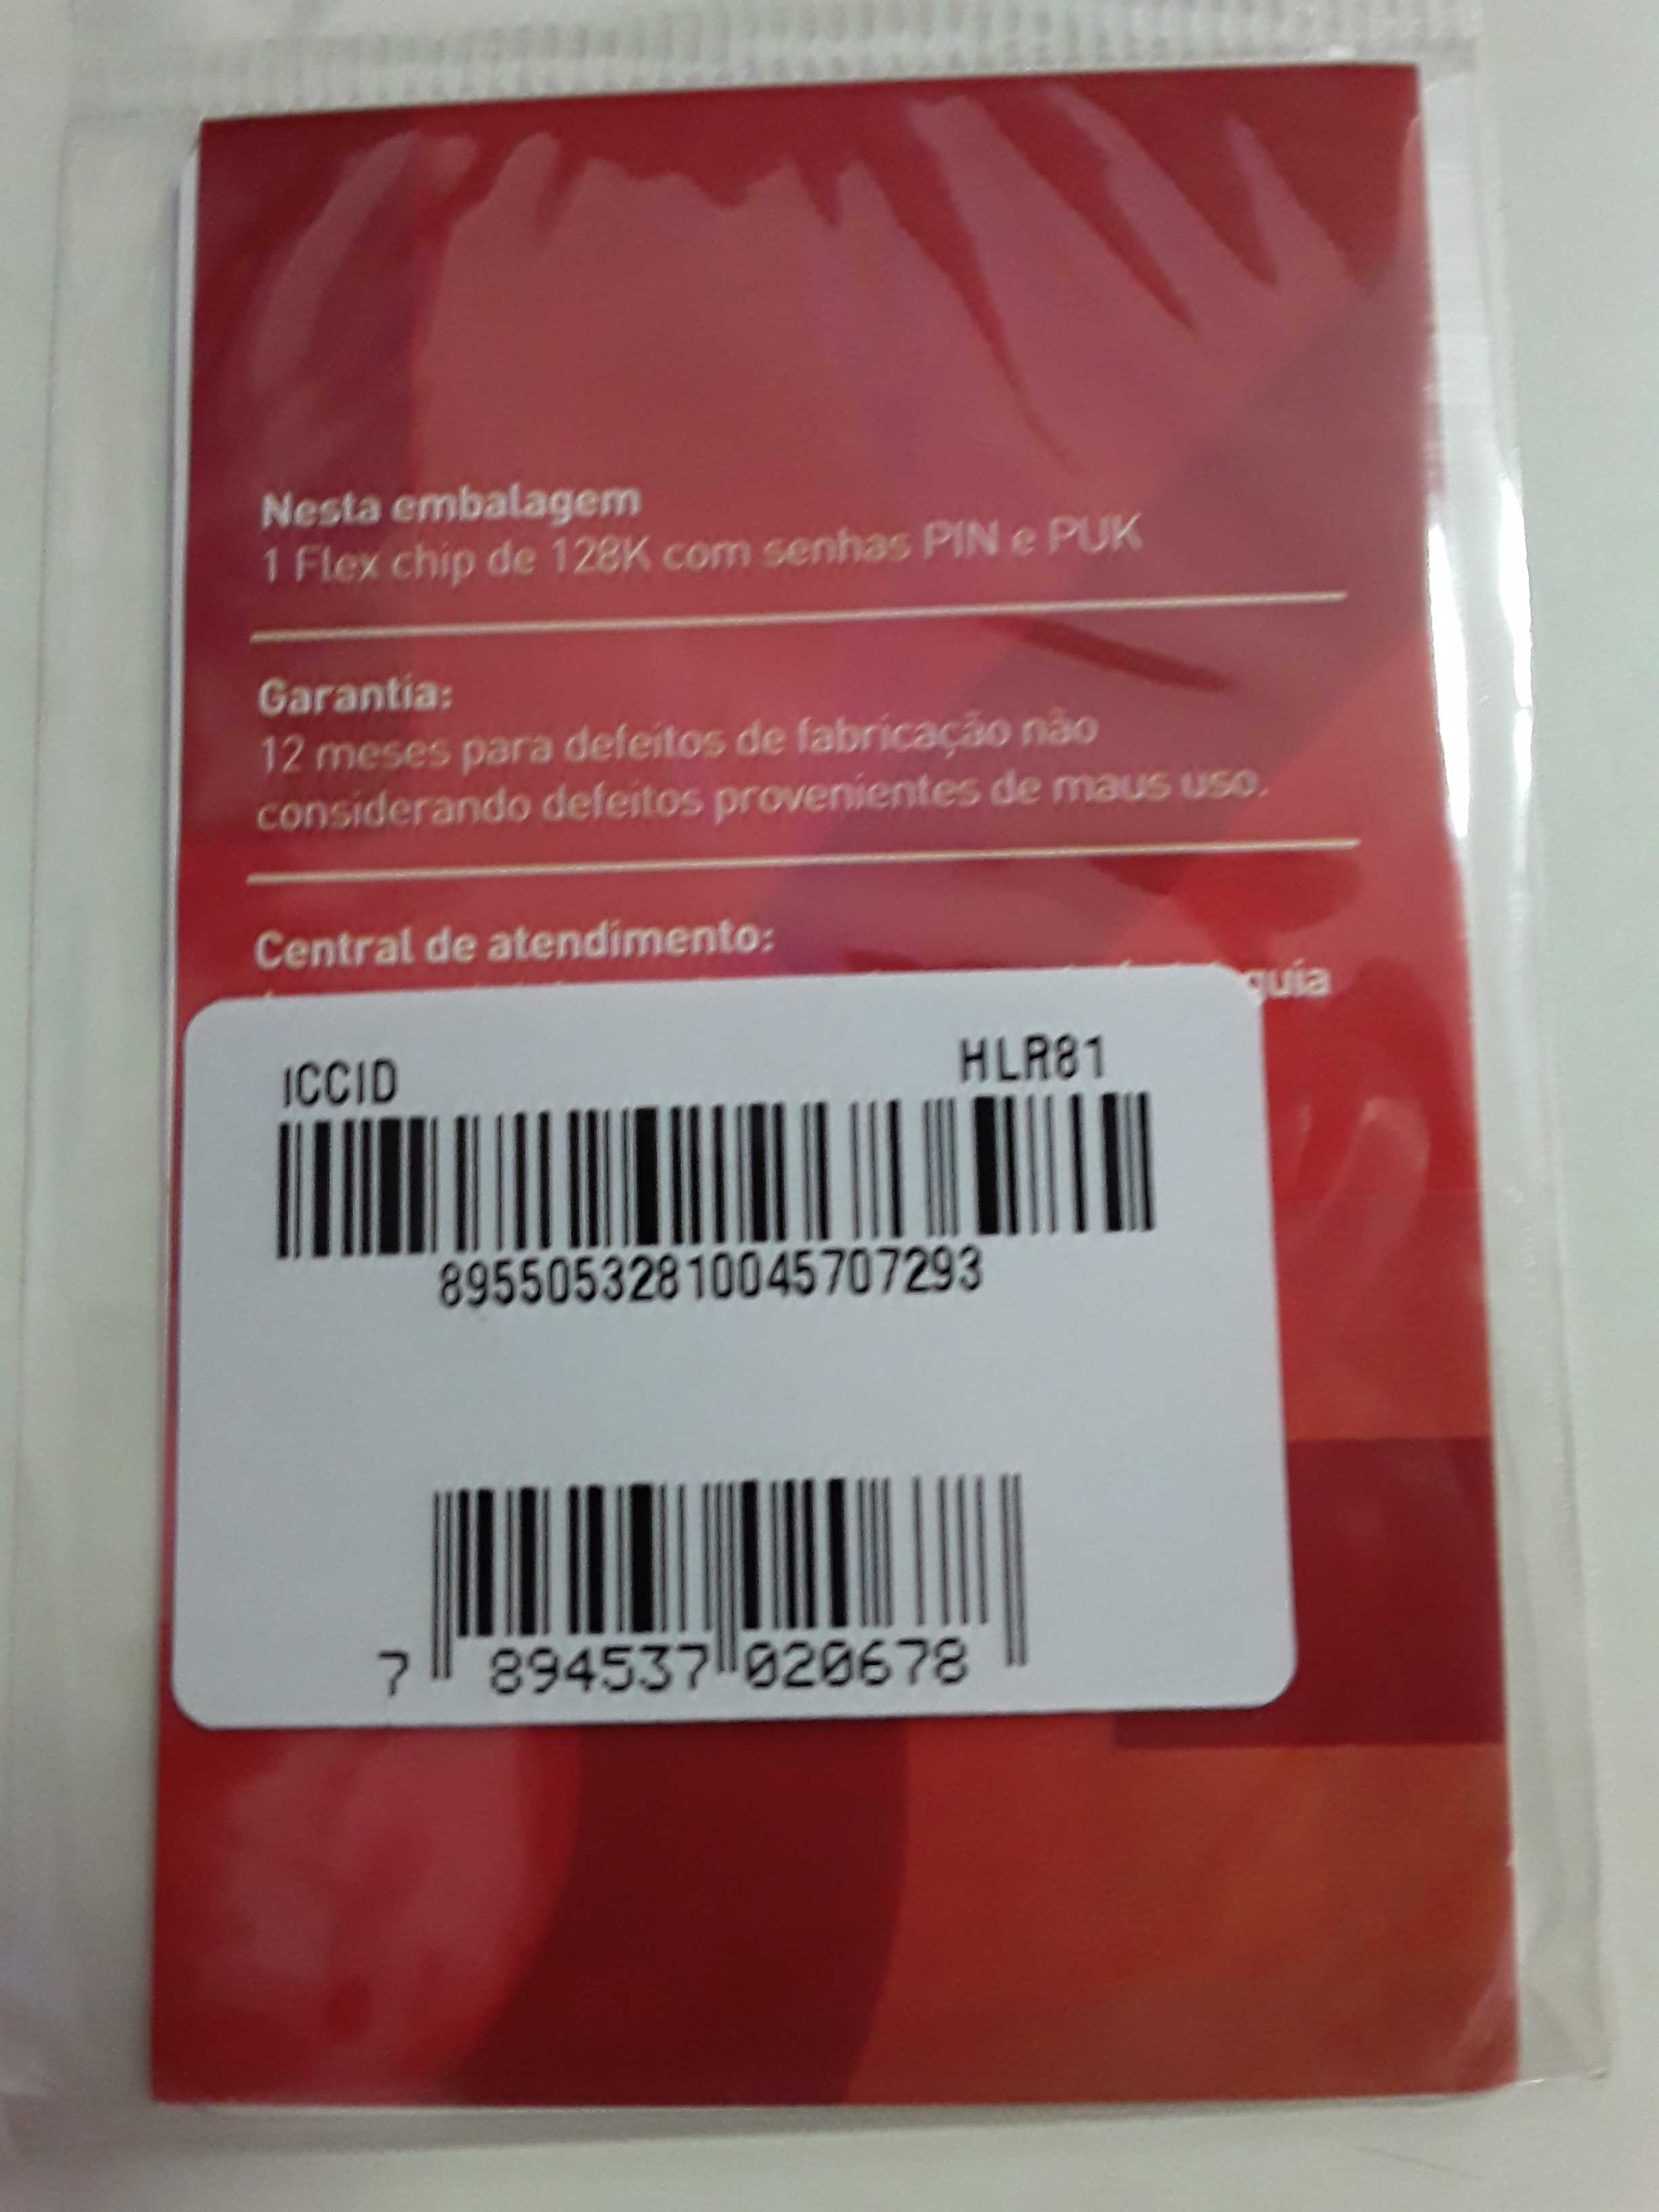 Nesta embalagem
1 Flex chip de 128K com senhas PIN e PUK
Garantia:
12 meses para defeitos de fabricação não
considerando defeitos provenientes de maus uso.
Central de atendimento:
guia
ICCID HLR81
89550532810045707293
7 894537 020678